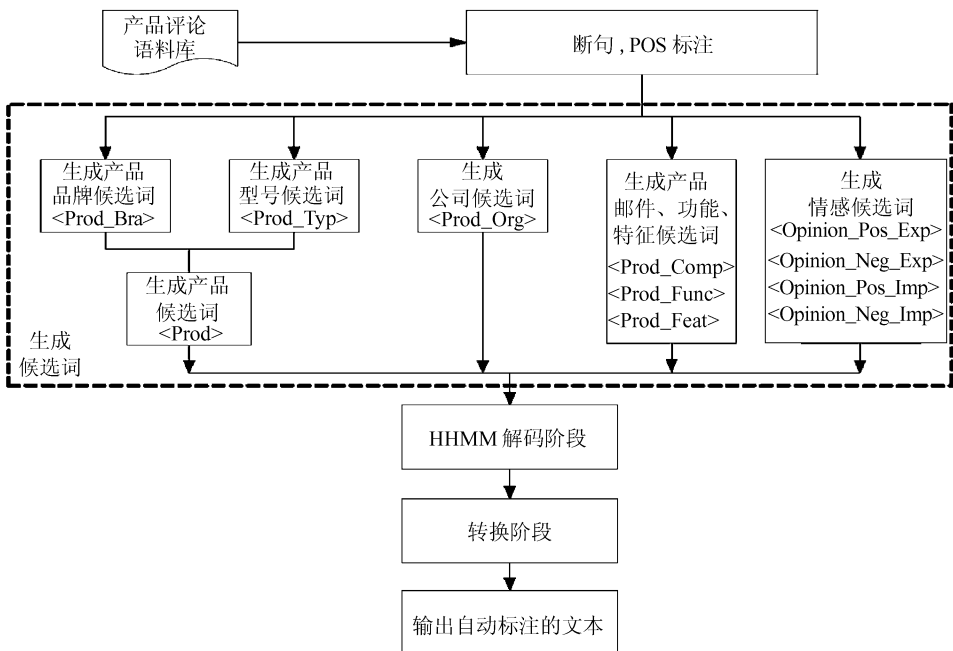 产品评论
语料库
断句,POS 标注
生成产品
品牌候选词
<Prod_Bra>
生成产品
型号候选词
<Prod_Typ>
生成
公司候选词
<Prod_Org>
生成产品
邮件、功能、
特征候选词
<Prod_Comp>
<Prod_Func>
<Prod_Feat>
生成
情感候选词
<Opinion_Pos_Exp>
<Opinion_Neg_Exp>
<Opinion_Pos_Imp>
<Opinion_Neg_Imp>
生成产品
候选词
<Prod>
生成
候选词
HHMM 解码阶段
转换阶段
输出自动标注的文本